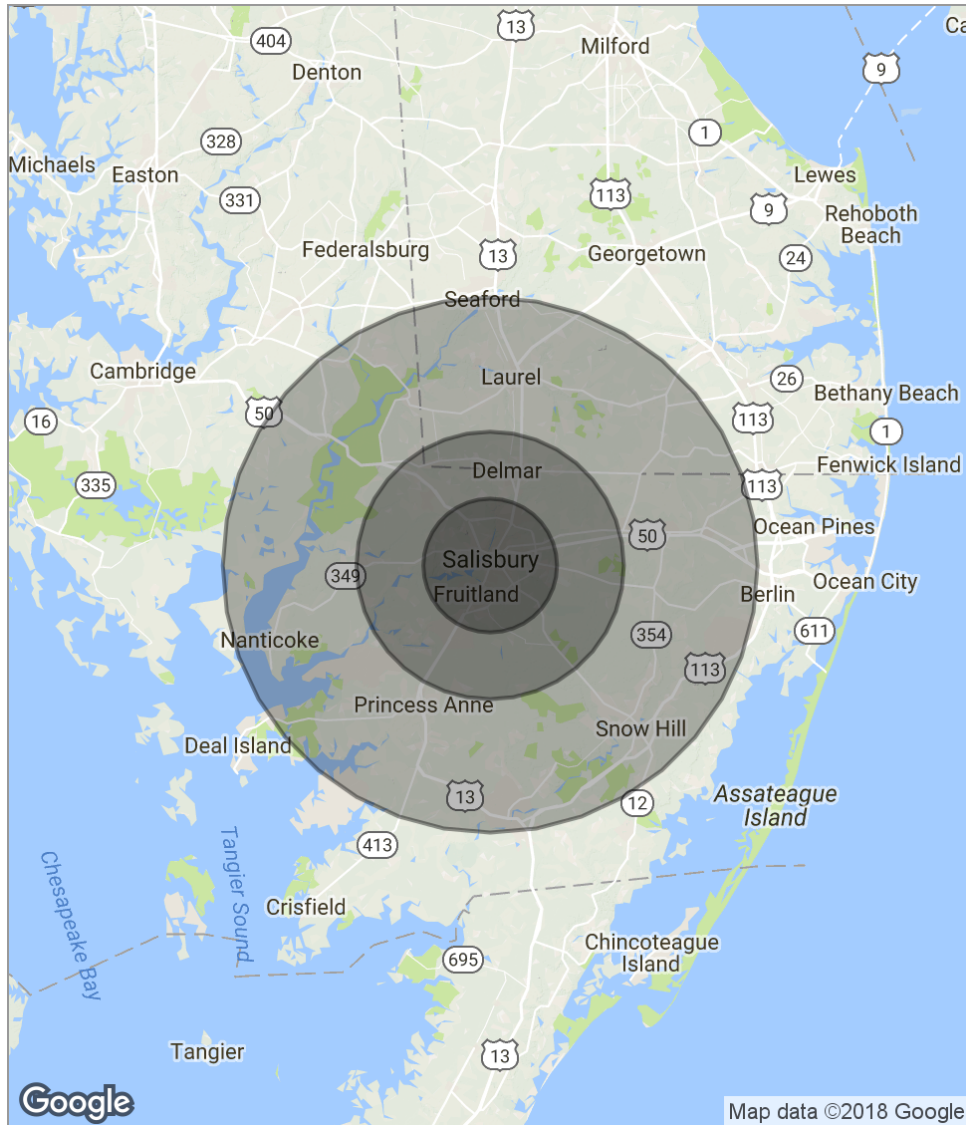 13
Ca
404
Milford
Denton
9
1
328
Michaels
Easton
Lewes
331
113
9
Rehoboth
Beach
Federalsburg
13
Georgetown
24
Seaford
Cambridge
Laurel
26
Bethany Beach
50
16
113
1
Delmar
Fenwick Island
335
113
Ocean Pines
50
Salisbury
349
Ocean City
Fruitland
Berlin
611
354
Nanticoke
113
Princess Anne
Snow Hill
Deal Island
13
12
Assateague
Island
413
Tangier Sound
Chesapeake Bay
Crisfield
Chincoteague
Island
695
Tangier
13
Google
Map data ©2018 Google